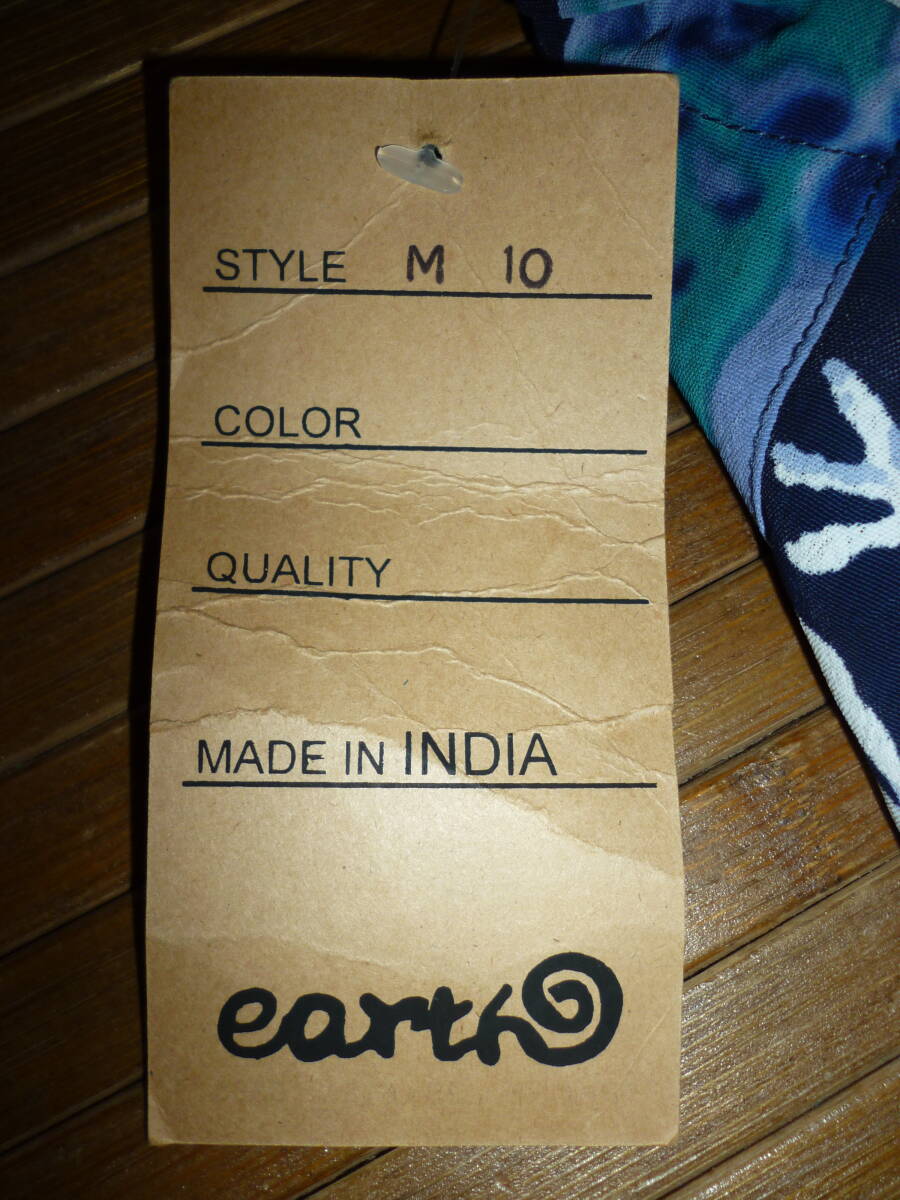 STYLE M 10
COLOR
QUALITY
MADE IN INDIA
earth